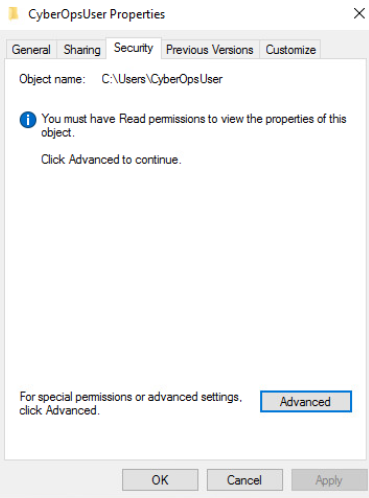 CyberOpsUser Properties
General Sharing Security Previous Versions Customize
Object name: C:\Users\CyberOpsUser
You must have Read permissions to view the properties of this
object.
Click Advanced to continue.
For special permissions or advanced settings,
click Advanced.
Advanced
OK Cancel Apply